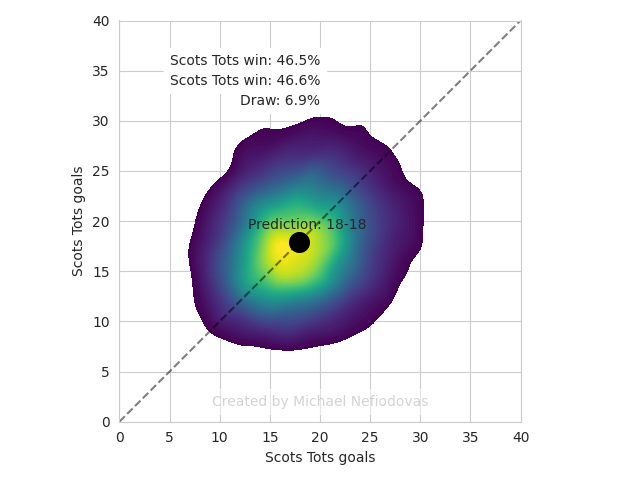 Scots Tots win: 46.5%
Scots Tots win: 46.6%
Draw: 6.9%
Prediction: 18-18
Created by Michael Nefiodovas
40
35
30
25
20
15
10
5
0
0 5 10 15 20 25 30 35 40
Scots Tots goals
Scots Tots goals